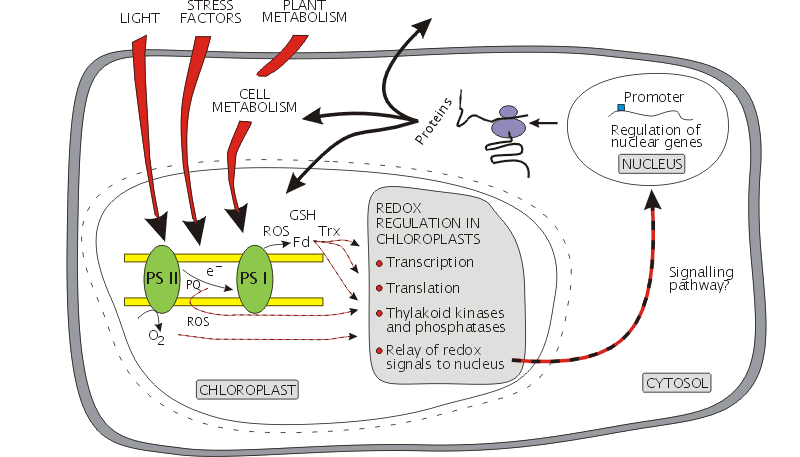 LIGHT
STRESS
FACTORS
PLANT
METABOLISM
CELL
METABOLISM
Proteins
Promoter
Regulation of
nuclear genes
NUCLEUS
GSH
ROS
Fd
Trx
PS II
e−
PS I
PQ
ROS
O2
REDOX
REGULATION IN
CHLOROPLASTS
Transcription
Translation
Thylakoid kinases
and phosphatases
Relay of redox
signals to nucleus
Signalling
pathway?
CHLOROPLAST
CYTOSOL